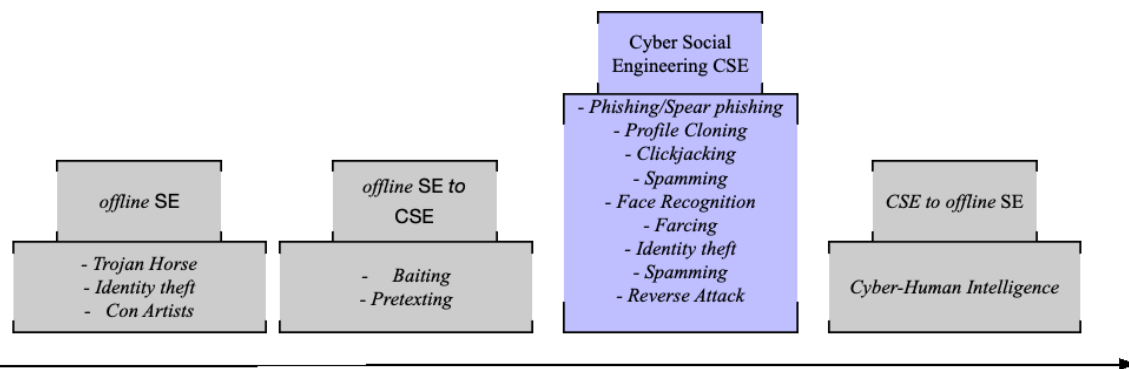 offline SE
- Trojan Horse
- Identity theft
- Con Artists
offline SE to
CSE
- Baiting
- Pretexting
Cyber Social
Engineering CSE
- Phishing/Spear phishing
- Profile Cloning
- Clickjacking
- Spamming
- Face Recognition
- Farcing
- Identity theft
- Spamming
- Reverse Attack
CSE to offline SE
Cyber-Human Intelligence